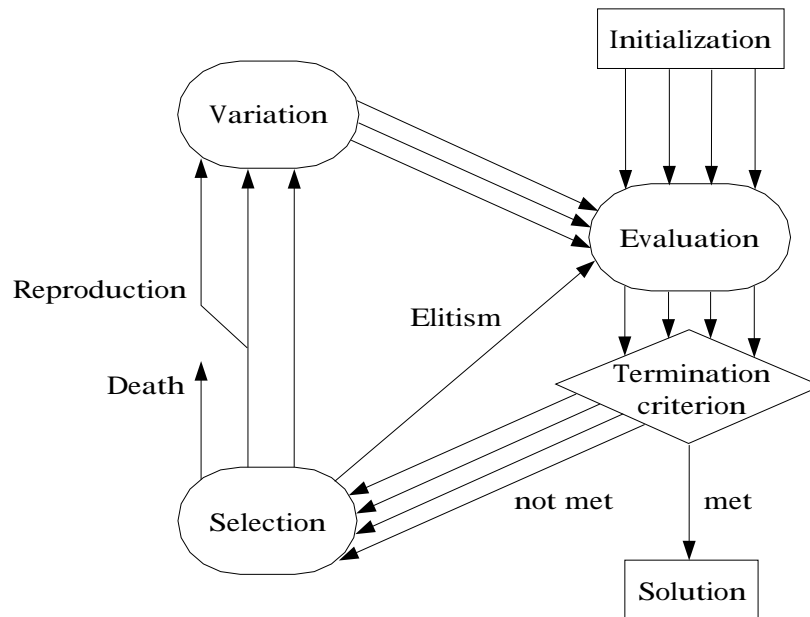 Initialization
Variation
Evaluation
Reproduction
Elitism
Death
Termination
criterion
not met
met
Selection
Solution